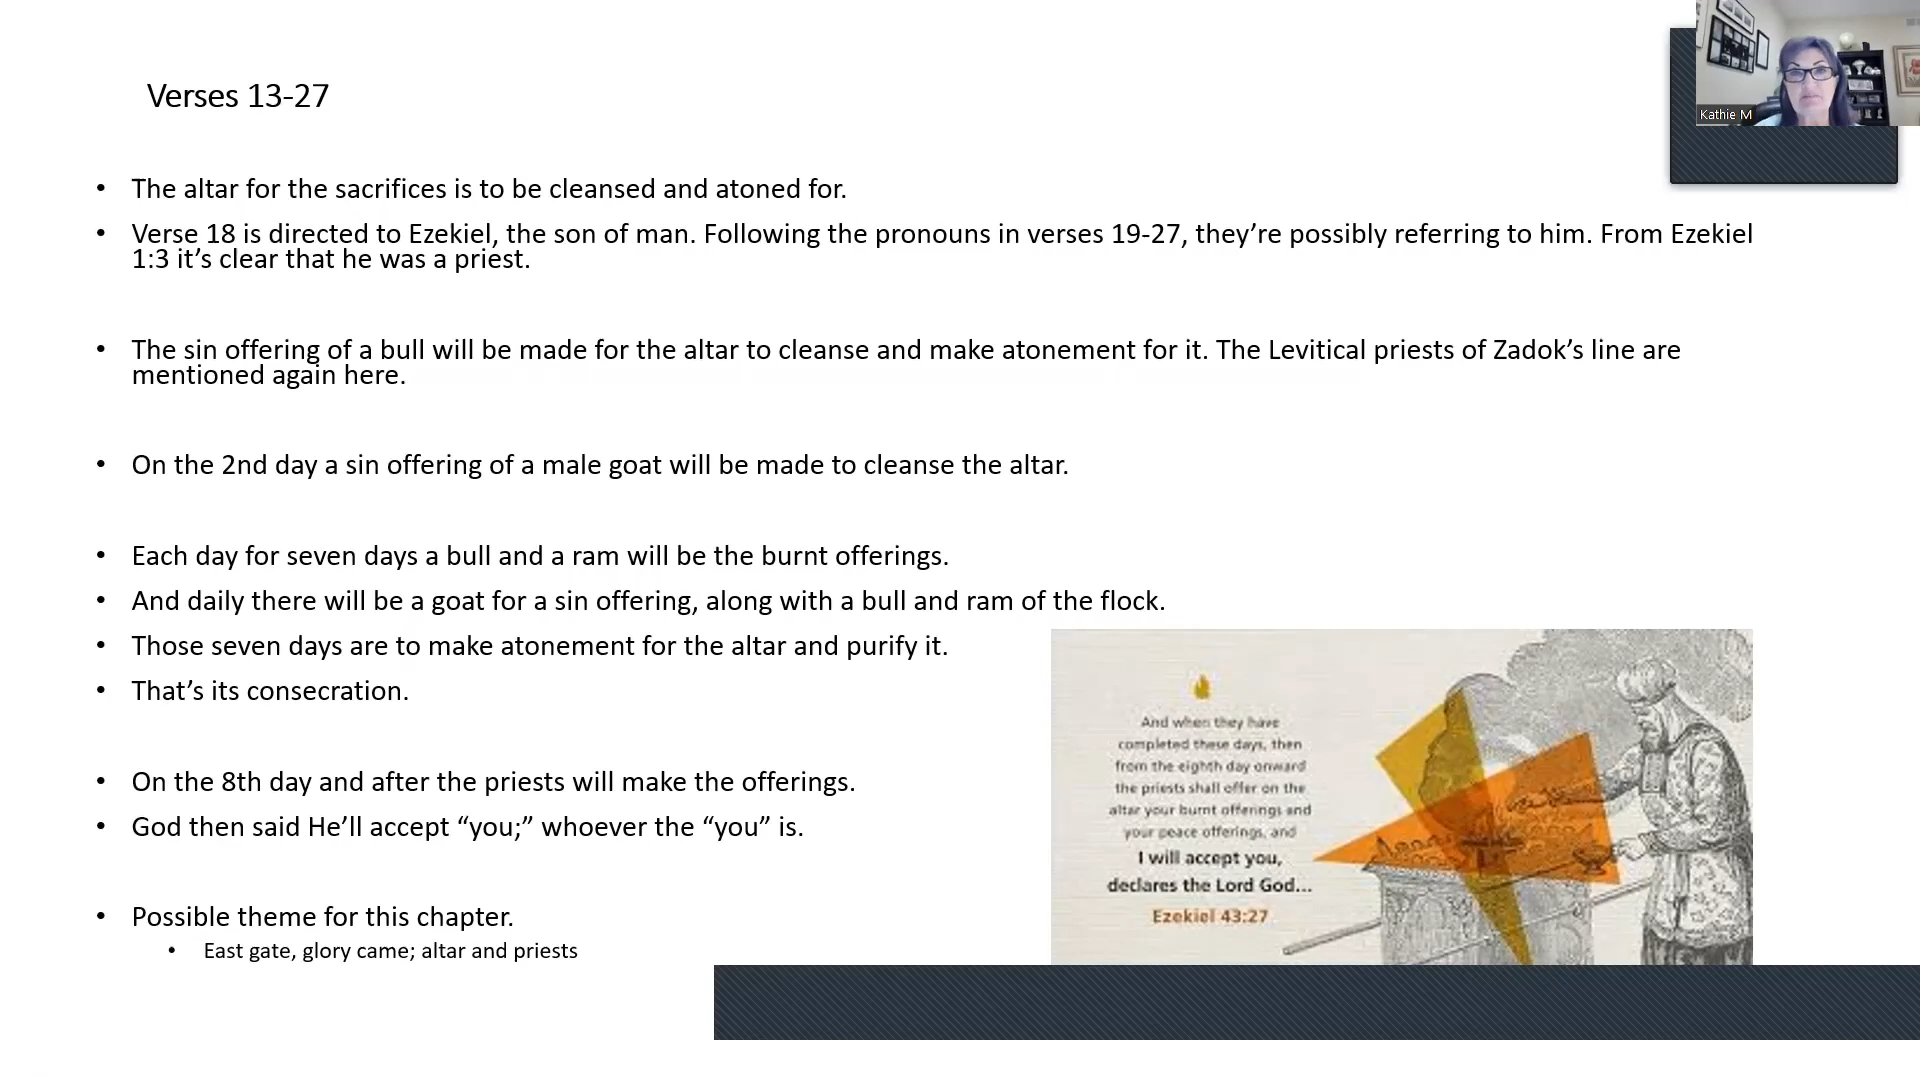 Verses 13-27
Kathie M
• The altar for the sacrifices is to be cleansed and atoned for.
• Verse 18 is directed to Ezekiel, the son of man. Following the pronouns in verses 19-27, they’re possibly referring to him. From Ezekiel
1:3 it’s clear that he was a priest.
• The sin offering of a bull will be made for the altar to cleanse and make atonement for it. The Levitical priests of Zadok’s line are
mentioned again here.
• On the 2nd day a sin offering of a male goat will be made to cleanse the altar.
• Each day for seven days a bull and a ram will be the burnt offerings.
• And daily there will be a goat for a sin offering, along with a bull and ram of the flock.
• Those seven days are to make atonement for the altar and purify it.
• That’s its consecration.
• On the 8th day and after the priests will make the offerings.
• God then said He’ll accept “you;” whoever the “you” is.
• Possible theme for this chapter.
• East gate, glory came; altar and priests
And when they have
completed these days, then
from the eighth day onward
the priests shall offer on the
altar your burnt offerings and
your peace offerings, and
I will accept you,
declares the Lord God...
Ezekiel 43:27